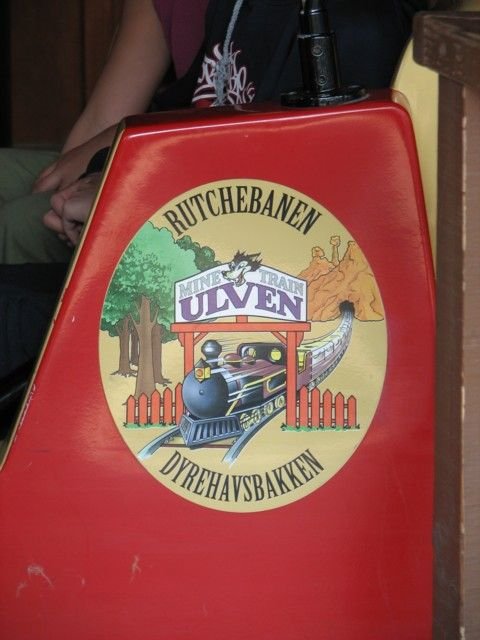 RUTCHEBANEN
MINE TRAIN
ULVEN
DYREHAVSBAKKEN